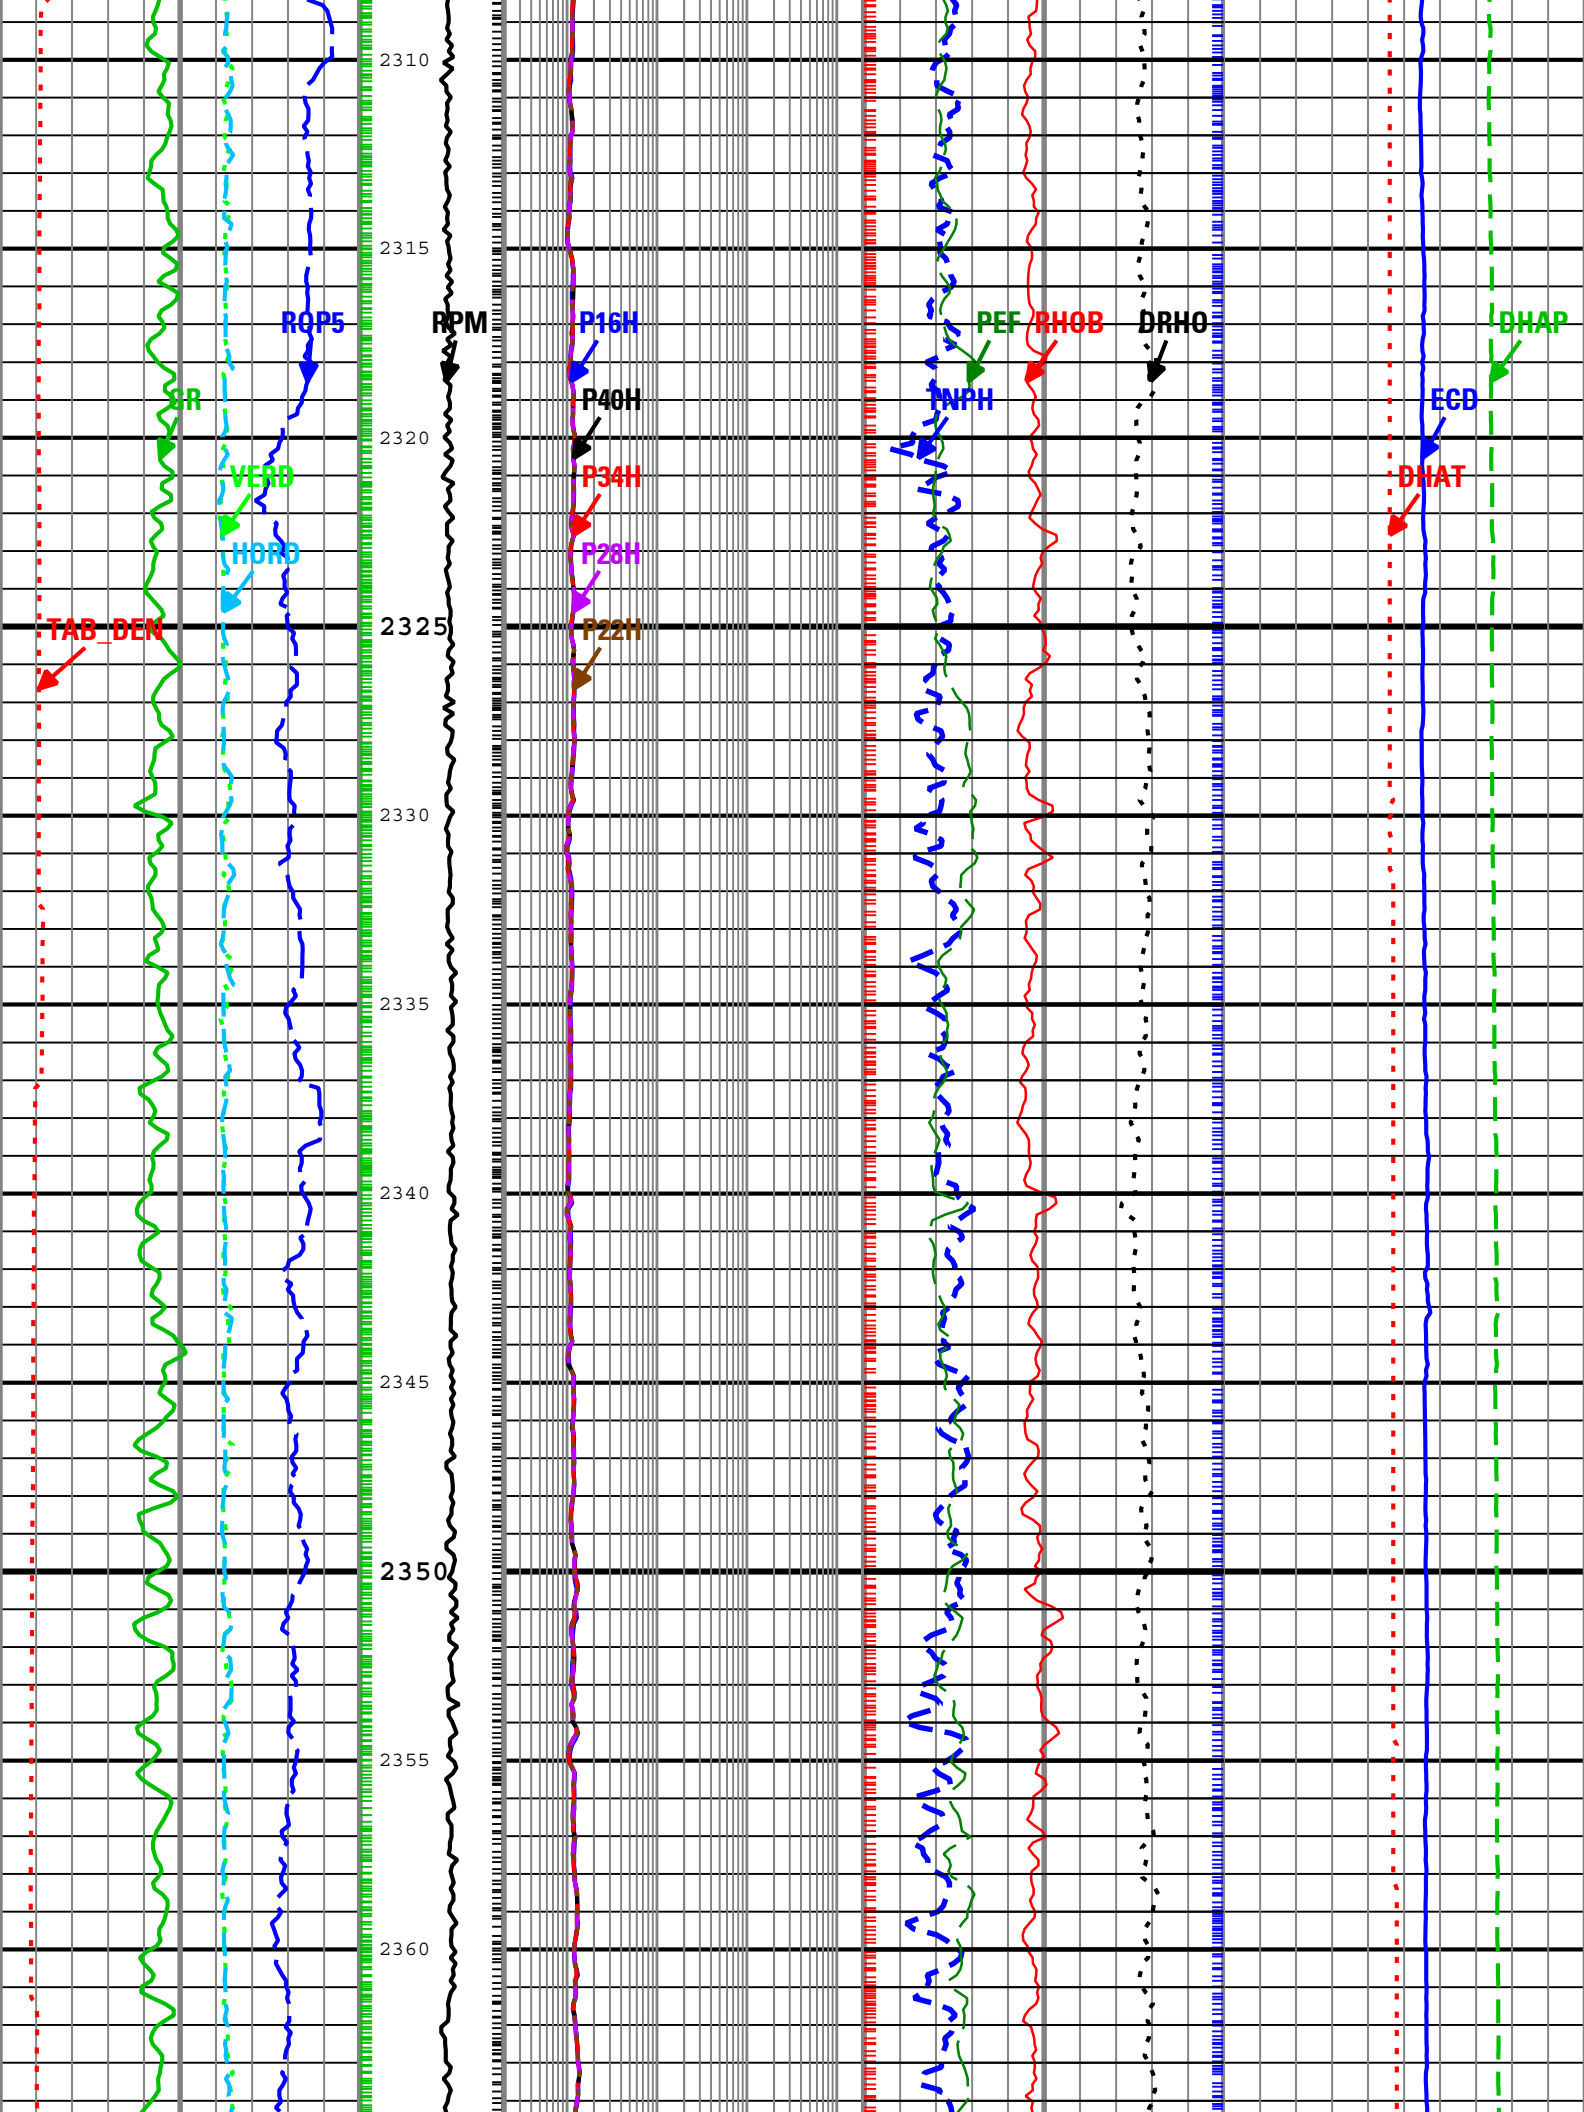 2310
2315
ROP5 RPM P16H PEF RHOB DRHO DHAP
GR P40H TNPH ECD
2320
VERD P34H DHAT
HORD P28H
TAB_DEN 2325 P22H
2330
2335
2340
2345
2350
2355
2360